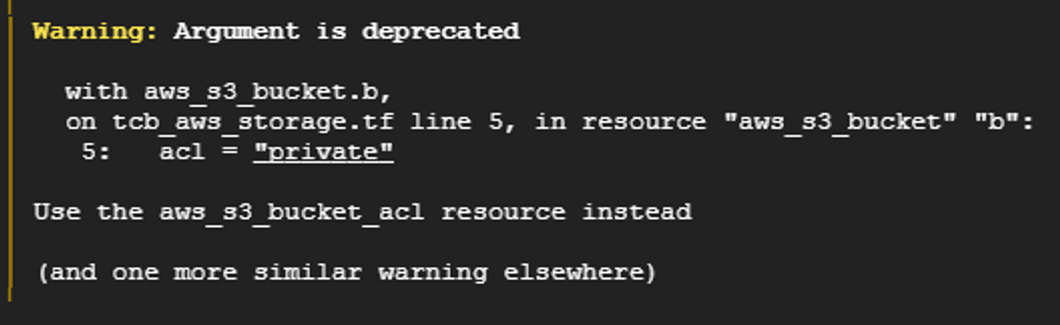 Warning: Argument is deprecated
with aws_s3_bucket.b,
on tcb_aws_storage.tf line 5, in resource "aws_s3_bucket" "b":
5: acl = "private"
Use the aws_s3_bucket_acl resource instead
(and one more similar warning elsewhere)